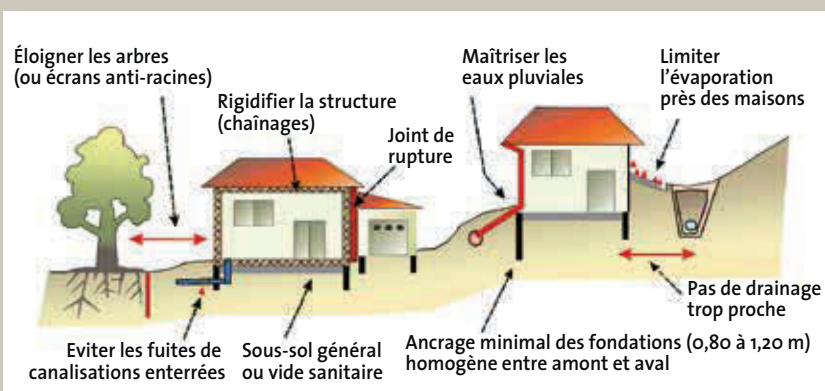 Éloigner les arbres
(ou écrans anti-racines)
Rigidifier la structure
(chaînages)
Joint de
rupture
Maîtriser les
eaux pluviales
Limiter
l'évaporation
près des maisons
Eviter les fuites de
canalisations enterrées
Sous-sol général
ou vide sanitaire
Ancrage minimal des fondations (0,80 à 1,20 m)
homogène entre amont et aval
Pas de drainage
trop proche